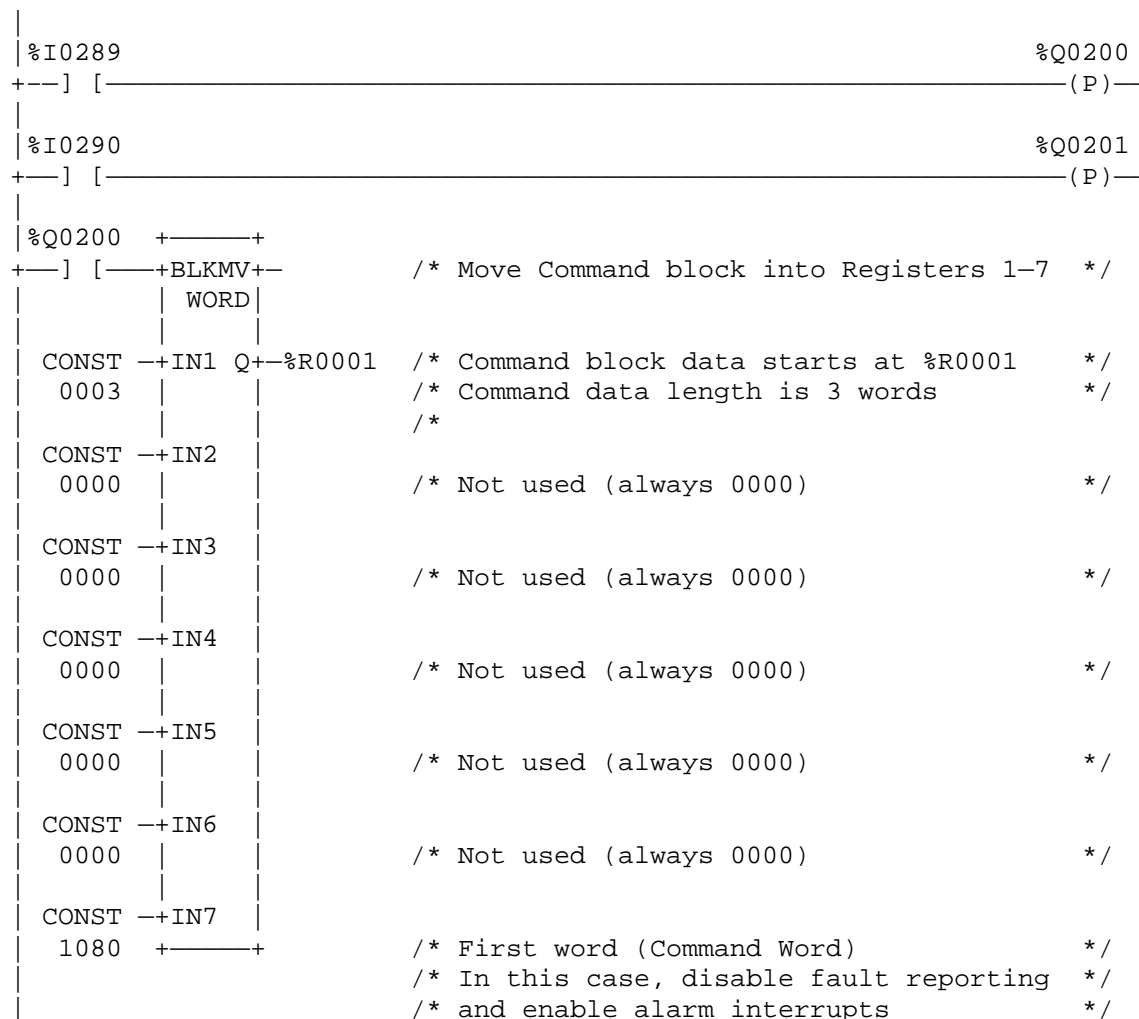 |
|%I0289 %Q0200
+——] [————————————————————————————————————————————————————————————(P)——
|
|%I0290 %Q0201
+——] [————————————————————————————————————————————————————————————(P)——
|
|%Q0200 +—————+
+——] [———+BLKMV+— /* Move Command block into Registers 1—7 */
| | WORD|
| | |
| CONST —+IN1 Q+—%R0001 /* Command block data starts at %R0001 */
| 0003 | | /* Command data length is 3 words */
| | | /*
| CONST —+IN2 |
| 0000 | | /* Not used (always 0000) */
| | |
| CONST —+IN3 |
| 0000 | | /* Not used (always 0000) */
| | |
| CONST —+IN4 |
| 0000 | | /* Not used (always 0000) */
| | |
| CONST —+IN5 |
| 0000 | | /* Not used (always 0000) */
| | |
| CONST —+IN6 |
| 0000 | | /* Not used (always 0000) */
| | |
| CONST —+IN7 |
| 1080 +—————+ /* First word (Command Word) */
| /* In this case, disable fault reporting */
| /* and enable alarm interrupts */